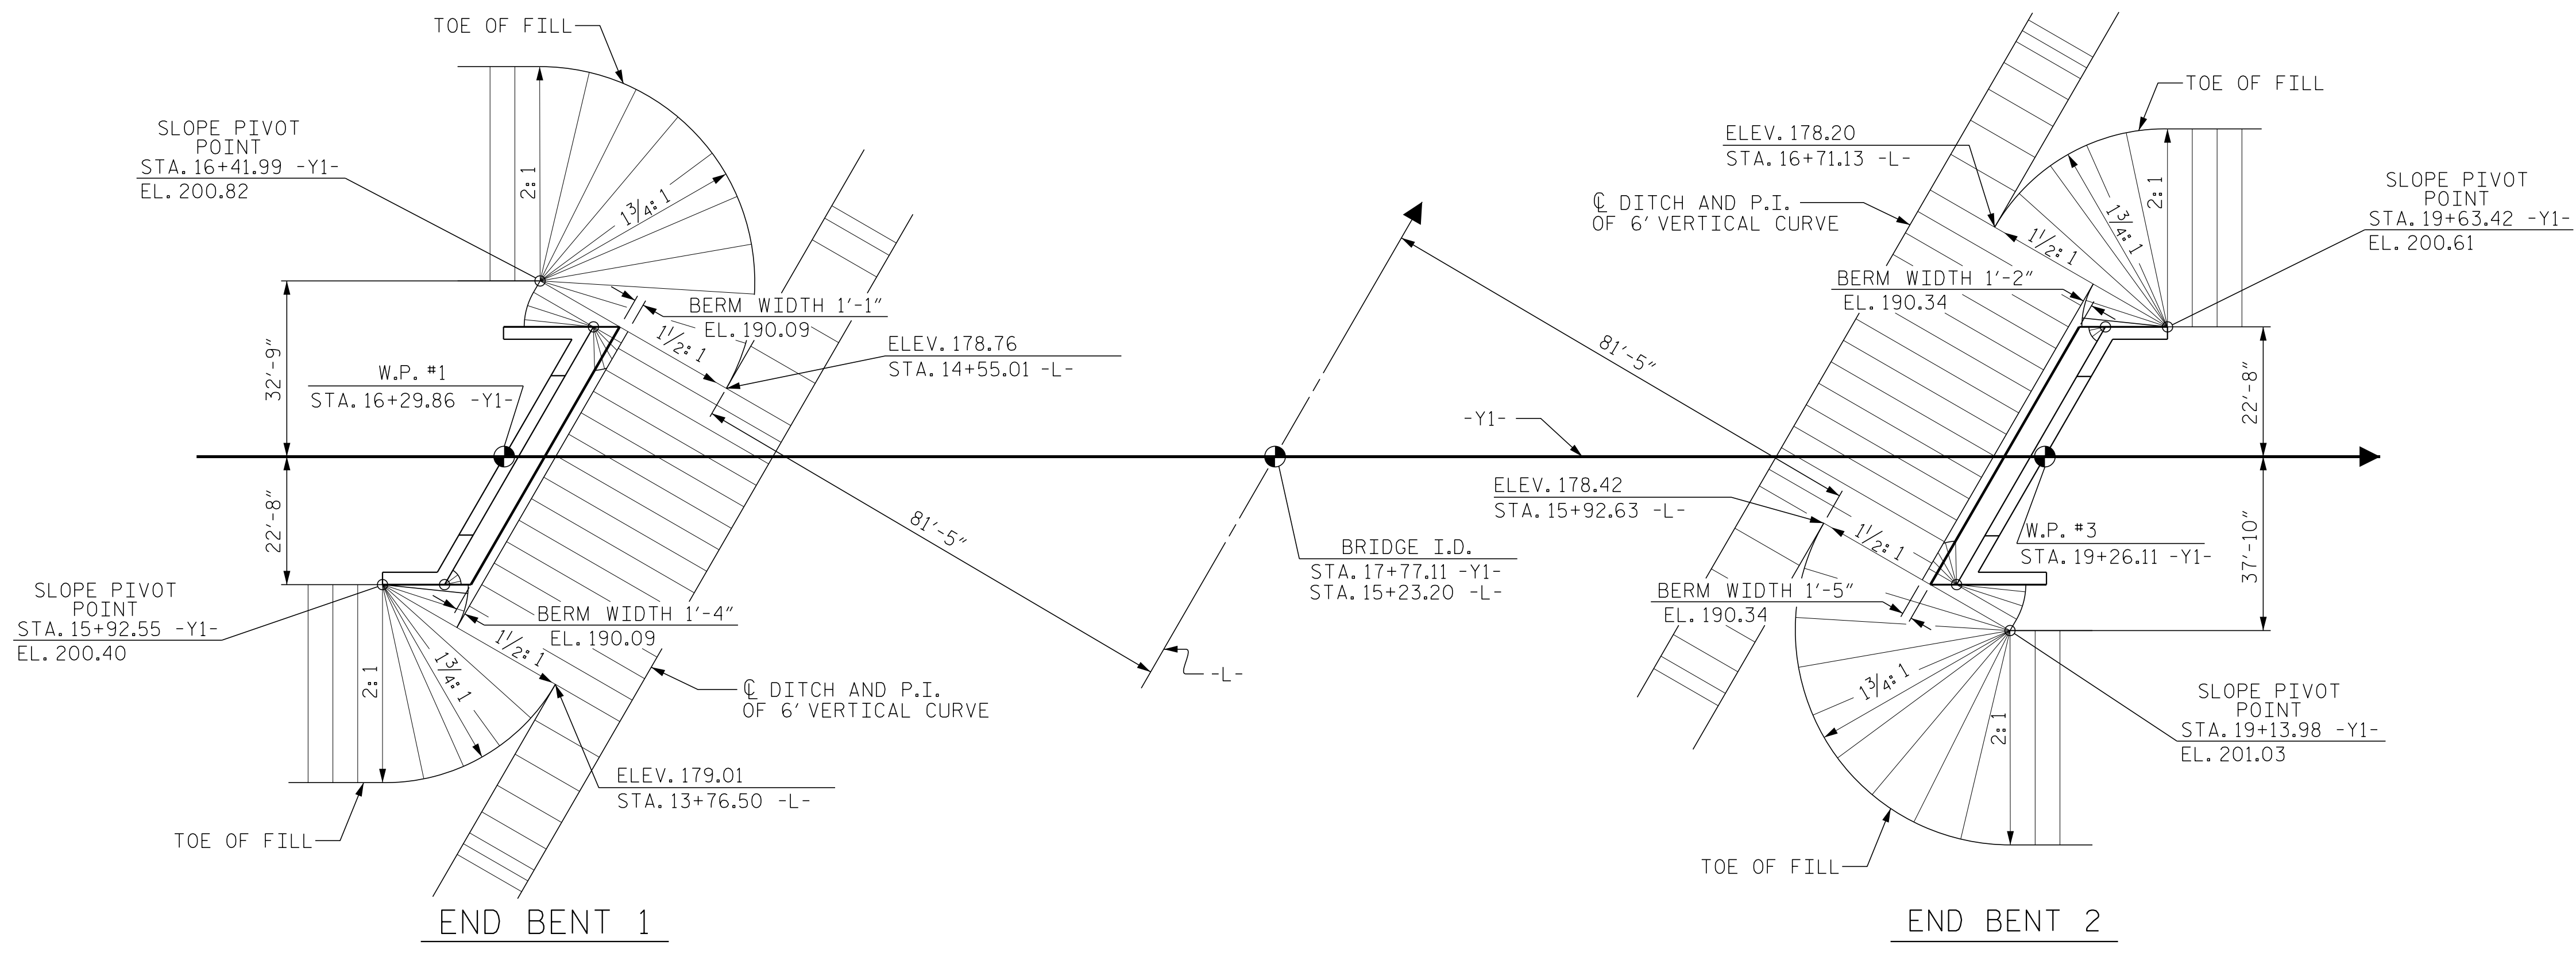 TOE OF FILL
SLOPE PIVOT
POINT
STA. 16+41.99 -Y1-
EL. 200.82
2:1
1¾:1
BERM WIDTH 1'-1"
EL. 190.09
1½:1
32'-9"
W.P. #1
STA. 16+29.86 -Y1-
ELEV. 178.76
STA. 14+55.01 -L-
22'-8"
SLOPE PIVOT
POINT
STA. 15+92.55 -Y1-
EL. 200.40
BERM WIDTH 1'-4"
EL. 190.09
1½:1
1¾:1
2:1
℄ DITCH AND P.I.
OF 6' VERTICAL CURVE
ELEV. 179.01
STA. 13+76.50 -L-
TOE OF FILL
END BENT 1
81'-5"
81'-5"
-Y1-
BRIDGE I.D.
STA. 17+77.11 -Y1-
STA. 15+23.20 -L-
-L-
TOE OF FILL
ELEV. 178.20
STA. 16+71.13 -L-
℄ DITCH AND P.I.
OF 6' VERTICAL CURVE
2:1
1¾:1
1½:1
SLOPE PIVOT
POINT
STA. 19+63.42 -Y1-
EL. 200.61
BERM WIDTH 1'-2"
EL. 190.34
22'-8"
ELEV. 178.42
STA. 15+92.63 -L-
1½:1
W.P. #3
STA. 19+26.11 -Y1-
37'-10"
BERM WIDTH 1'-5"
EL. 190.34
1¾:1
2:1
SLOPE PIVOT
POINT
STA. 19+13.98 -Y1-
EL. 201.03
TOE OF FILL
END BENT 2